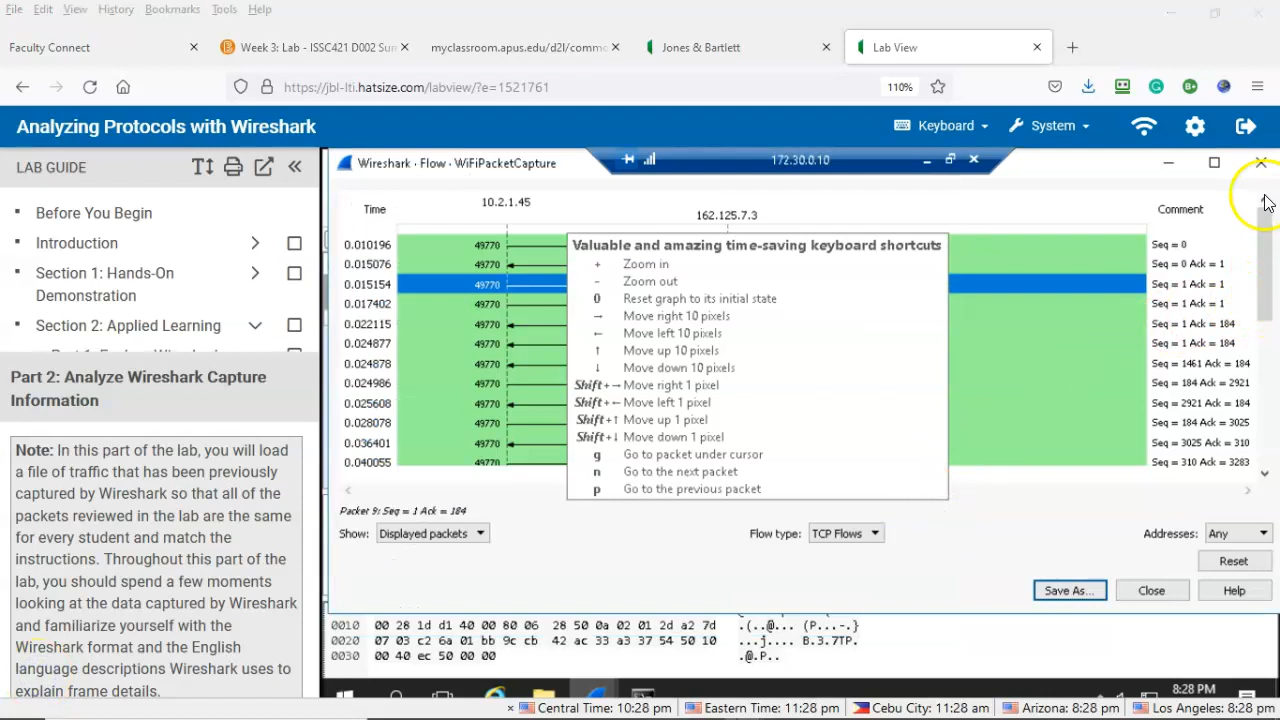 File Edit View History Bookmarks Tools Help
Faculty Connect
Week 3: Lab - ISSC421 D002 Sum
myclassroom.apus.edu/d2l/commo
Jones & Bartlett
Lab View
https://jbl-lti.hatsize.com/labview/?e=1521761
110%
Analyzing Protocols with Wireshark
Keyboard
System
LAB GUIDE
Before You Begin
Introduction
Section 1: Hands-On
Demonstration
Section 2: Applied Learning
Part 2: Analyze Wireshark Capture
Information
Note: In this part of the lab, you will load
a file of traffic that has been previously
captured by Wireshark so that all of the
packets reviewed in the lab are the same
for every student and match the
instructions. Throughout this part of the
lab, you should spend a few moments
looking at the data captured by Wireshark
and familiarize yourself with the
Wireshark format and the English
language descriptions Wireshark uses to
explain frame details.
Wireshark · Flow · WiFiPacketCapture
172.30.0.10
Time
10.2.1.45
162.125.7.3
Comment
0.010196 49770 Seq = 0
0.015076 49770 Seq = 0 Ack = 1
0.015154 49770 Seq = 1 Ack = 1
0.017402 49770 Seq = 1 Ack = 1
0.022115 49770 Seq = 1 Ack = 184
0.024877 49770 Seq = 1 Ack = 184
0.024878 49770 Seq = 1461 Ack = 184
0.024986 49770 Seq = 184 Ack = 2921
0.025608 49770 Seq = 2921 Ack = 184
0.028078 49770 Seq = 184 Ack = 3025
0.036401 49770 Seq = 3025 Ack = 310
0.040055 49770 Seq = 310 Ack = 3283
Valuable and amazing time-saving keyboard shortcuts
+ Zoom in
- Zoom out
0 Reset graph to its initial state
→ Move right 10 pixels
← Move left 10 pixels
↑ Move up 10 pixels
↓ Move down 10 pixels
Shift+→ Move right 1 pixel
Shift+← Move left 1 pixel
Shift+↑ Move up 1 pixel
Shift+↓ Move down 1 pixel
g Go to packet under cursor
n Go to the next packet
p Go to the previous packet
Packet 9: Seq = 1 Ack = 184
Show: Displayed packets
Flow type: TCP Flows
Addresses: Any
Reset
Save As... Close Help
0010 00 28 1d d1 40 00 80 06 28 50 0a 02 01 2d a2 7d .(..@... (P...-.}
0020 07 03 c2 6a 01 bb 9c cb 42 ac 33 a3 37 54 50 10 ...j.... B.3.7TP.
0030 00 40 ec 50 00 00 .@.P..
8:28 PM
Central Time: 10:28 pm Eastern Time: 11:28 pm Cebu City: 11:28 am Arizona: 8:28 pm Los Angeles: 8:28 pm